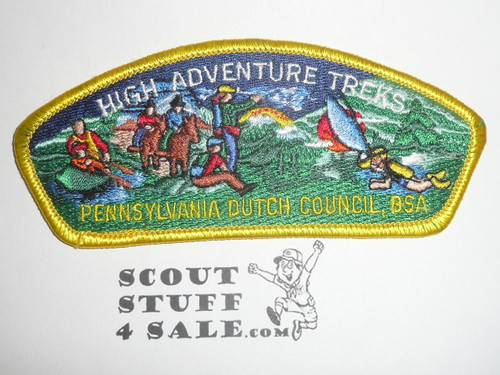 HIGH ADVENTURE TREKS
PENNSYLVANIA DUTCH COUNCIL, BSA
SCOUT
STUFF
4 SALE.com